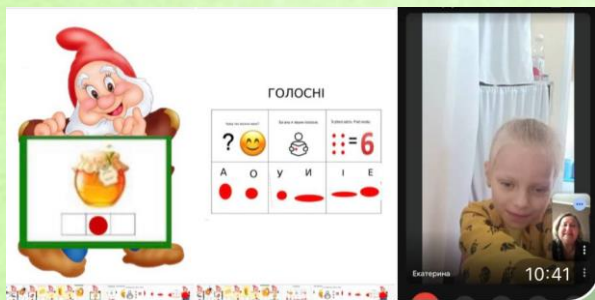 ГОЛОСНІ
? = 6
А О У И І Е
Екатерина
10:41